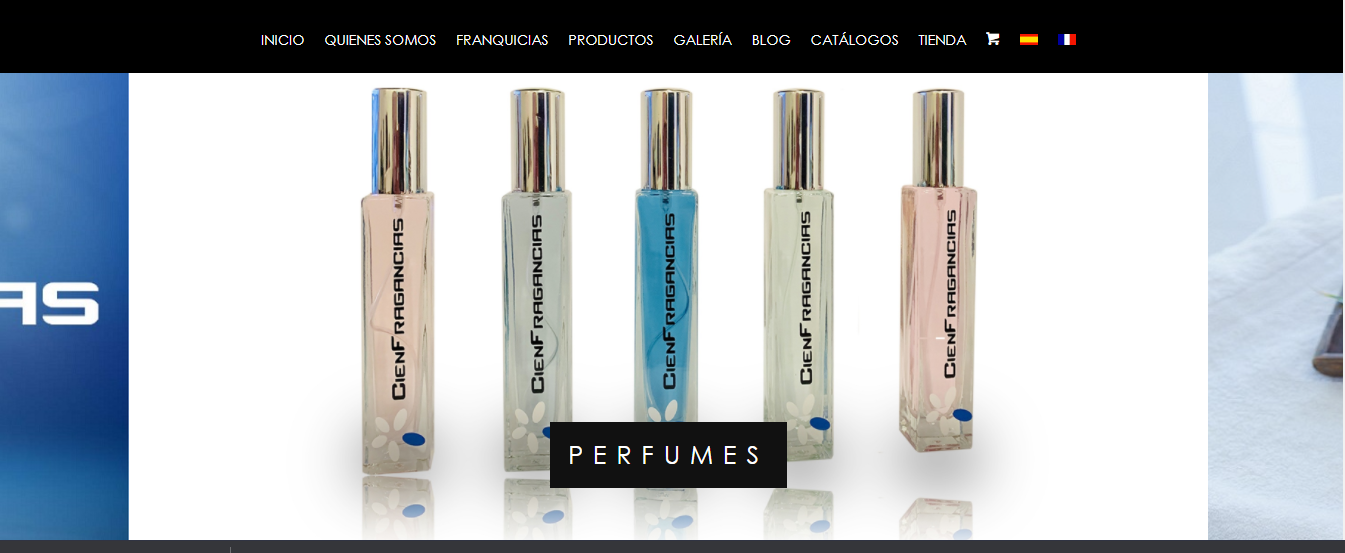 INICIO QUIENES SOMOS FRANQUICIAS PRODUCTOS GALERÍA BLOG CATÁLOGOS TIENDA
AS
CIENFRAGANCIAS
CIENFRAGANCIAS
CIENFRAGANCIAS
CIENFRAGANCIAS
CIENFRAGANCIAS
PERFUMES